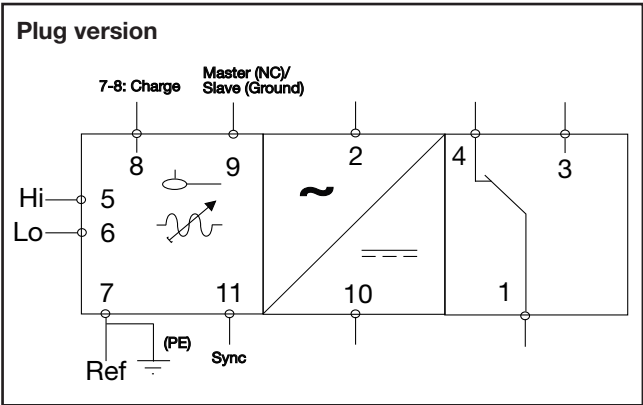 Plug version
7-8: Charge
Master (NC)/
Slave (Ground)
8
9
2
4
3
Hi
5
Lo
6
7
11
10
1
(PE)
Ref
Sync